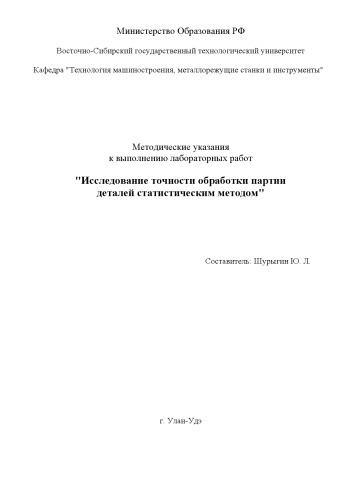 Министерство Образования РФ
Восточно-Сибирский государственный технологический университет
Кафедра "Технология машиностроения, металлорежущие станки и инструменты"
Методические указания
к выполнению лабораторных работ
"Исследование точности обработки партии
деталей статистическим методом"
Составитель: Шурыгин Ю. Л.
г. Улан-Удэ